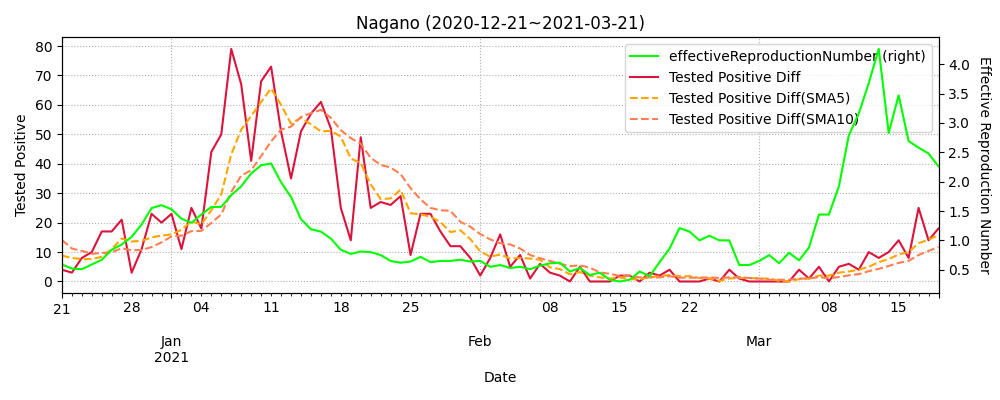 Nagano (2020-12-21~2021-03-21)
effectiveReproductionNumber (right)
Tested Positive Diff
Tested Positive Diff(SMA5)
Tested Positive Diff(SMA10)
Tested Positive
80
70
60
50
40
30
20
10
0
Effective Reproduction Number
4.0
3.5
3.0
2.5
2.0
1.5
1.0
0.5
21 28 04 11 18 25 08 15 22 08 15
Jan Feb Mar
2021
Date